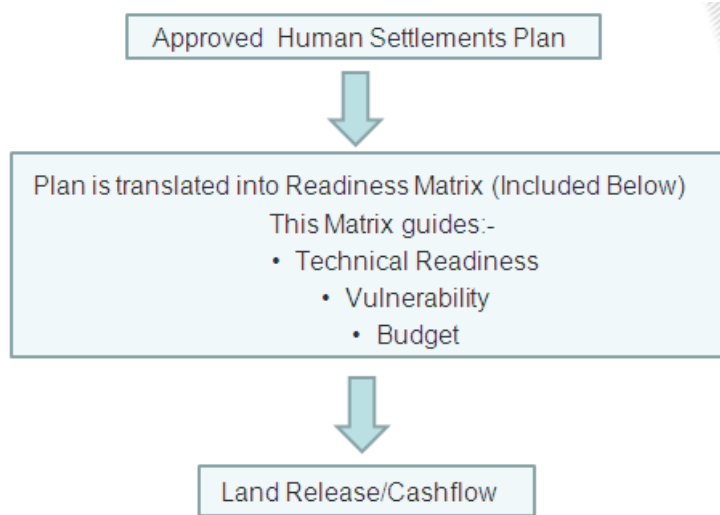 Approved Human Settlements Plan
Plan is translated into Readiness Matrix (Included Below)
This Matrix guides:-
• Technical Readiness
• Vulnerability
• Budget
Land Release/Cashflow